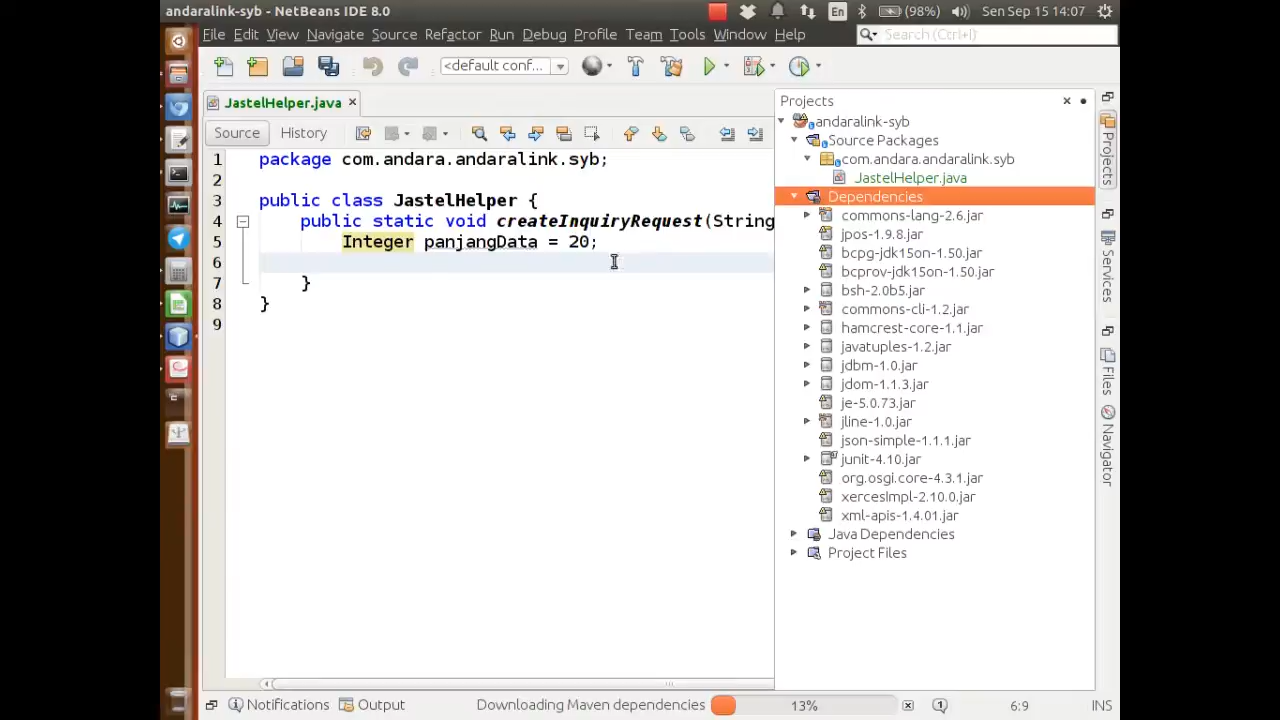 andaralink-syb - NetBeans IDE 8.0
En
(98%)
Sen Sep 15 14:07
File Edit View Navigate Source Refactor Run Debug Profile Team Tools Window Help
Search (Ctrl+I)
<default conf...
JastelHelper.java
Source History
1 package com.andara.andaralink.syb;
2
3 public class JastelHelper {
4 public static void createInquiryRequest(String
5 Integer panjangData = 20;
6
7 }
8 }
9
Projects
andaralink-syb
Source Packages
com.andara.andaralink.syb
JastelHelper.java
Dependencies
commons-lang-2.6.jar
jpos-1.9.8.jar
bcpg-jdk15on-1.50.jar
bcprov-jdk15on-1.50.jar
bsh-2.0b5.jar
commons-cli-1.2.jar
hamcrest-core-1.1.jar
javatuples-1.2.jar
jdbm-1.0.jar
jdom-1.1.3.jar
je-5.0.73.jar
jline-1.0.jar
json-simple-1.1.1.jar
junit-4.10.jar
org.osgi.core-4.3.1.jar
xercesImpl-2.10.0.jar
xml-apis-1.4.01.jar
Java Dependencies
Project Files
Projects
Services
Files
Navigator
Notifications Output Downloading Maven dependencies 13% 1 6:9 INS